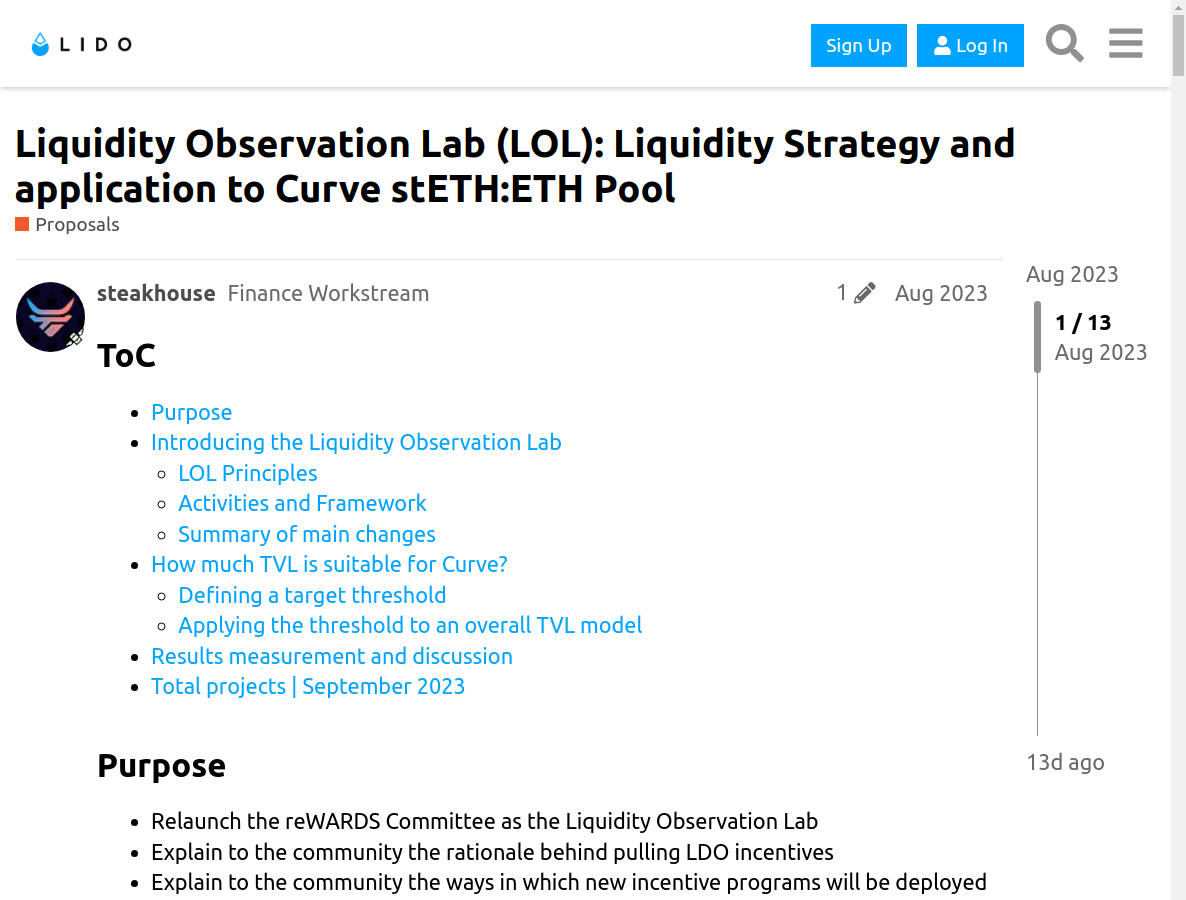 LIDO
Sign Up
Log In
Liquidity Observation Lab (LOL): Liquidity Strategy and
application to Curve stETH:ETH Pool
Proposals
steakhouse Finance Workstream
1
Aug 2023
Aug 2023
1 / 13
Aug 2023
ToC
Purpose
Introducing the Liquidity Observation Lab
LOL Principles
Activities and Framework
Summary of main changes
How much TVL is suitable for Curve?
Defining a target threshold
Applying the threshold to an overall TVL model
Results measurement and discussion
Total projects | September 2023
13d ago
Purpose
Relaunch the reWARDS Committee as the Liquidity Observation Lab
Explain to the community the rationale behind pulling LDO incentives
Explain to the community the ways in which new incentive programs will be deployed